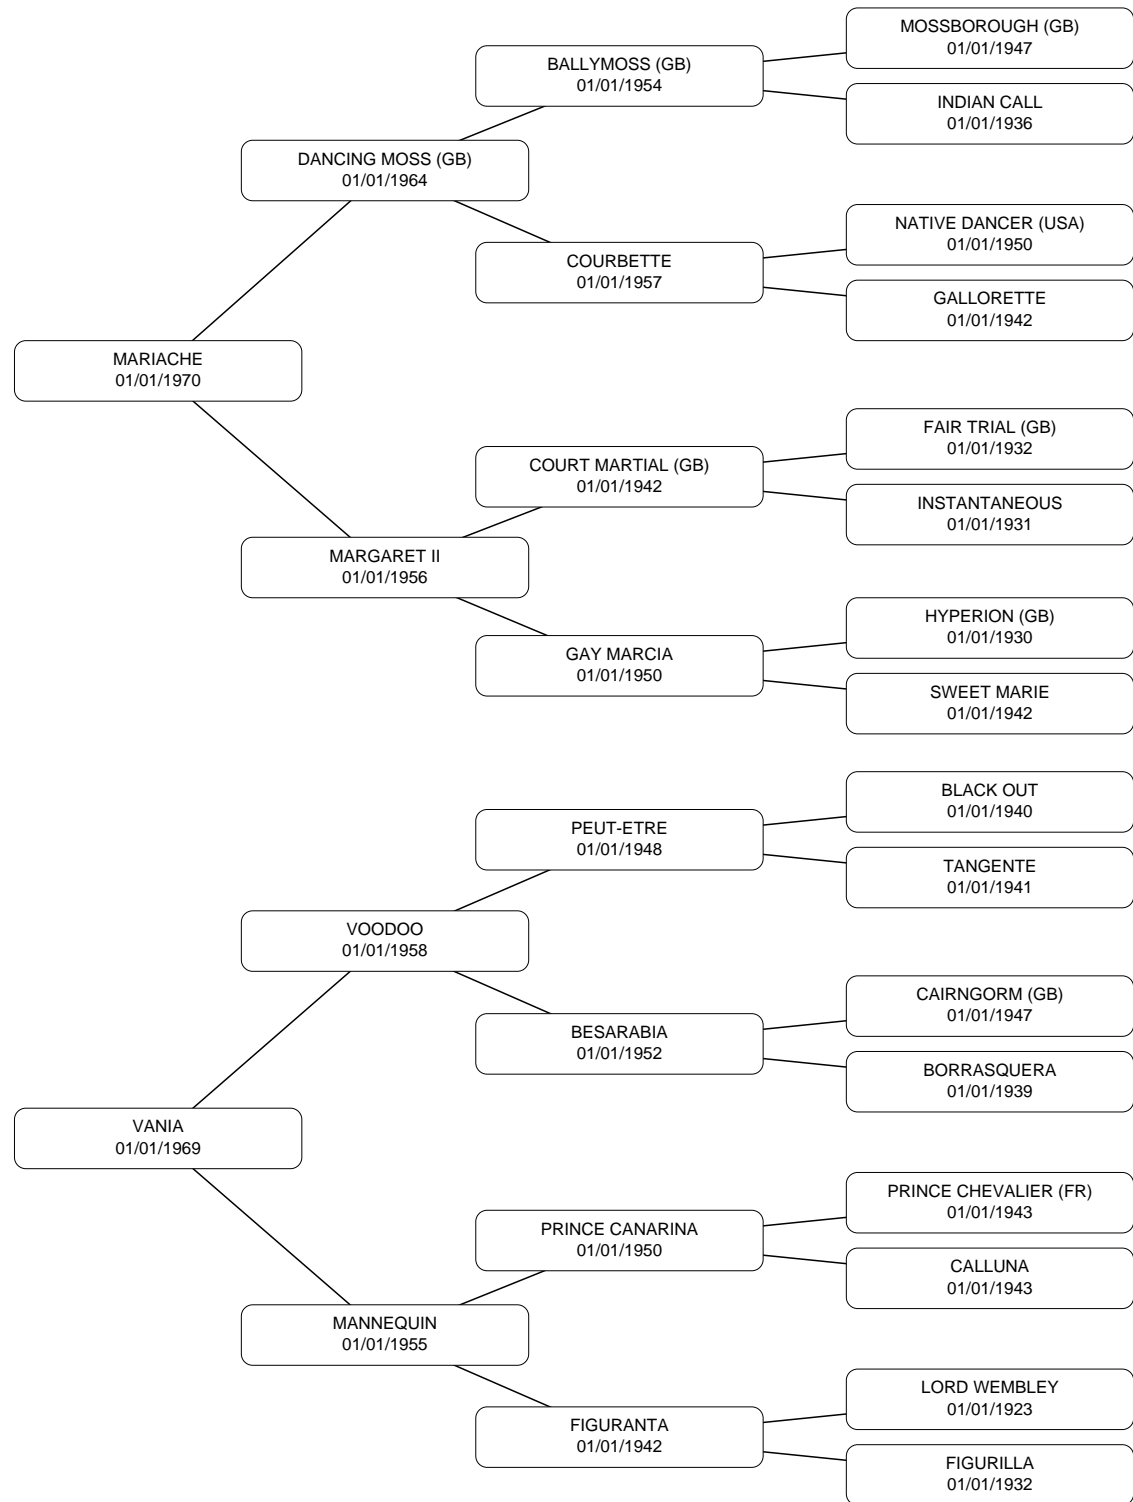 MOSSBOROUGH (GB)
01/01/1947
BALLYMOSS (GB)
01/01/1954
INDIAN CALL
01/01/1936
DANCING MOSS (GB)
01/01/1964
NATIVE DANCER (USA)
01/01/1950
COURBETTE
01/01/1957
GALLORETTE
01/01/1942
MARIACHE
01/01/1970
FAIR TRIAL (GB)
01/01/1932
COURT MARTIAL (GB)
01/01/1942
INSTANTANEOUS
01/01/1931
MARGARET II
01/01/1956
HYPERION (GB)
01/01/1930
GAY MARCIA
01/01/1950
SWEET MARIE
01/01/1942
BLACK OUT
01/01/1940
PEUT-ETRE
01/01/1948
TANGENTE
01/01/1941
VOODOO
01/01/1958
CAIRNGORM (GB)
01/01/1947
BESARABIA
01/01/1952
BORRASQUERA
01/01/1939
VANIA
01/01/1969
PRINCE CHEVALIER (FR)
01/01/1943
PRINCE CANARINA
01/01/1950
CALLUNA
01/01/1943
MANNEQUIN
01/01/1955
LORD WEMBLEY
01/01/1923
FIGURANTA
01/01/1942
FIGURILLA
01/01/1932